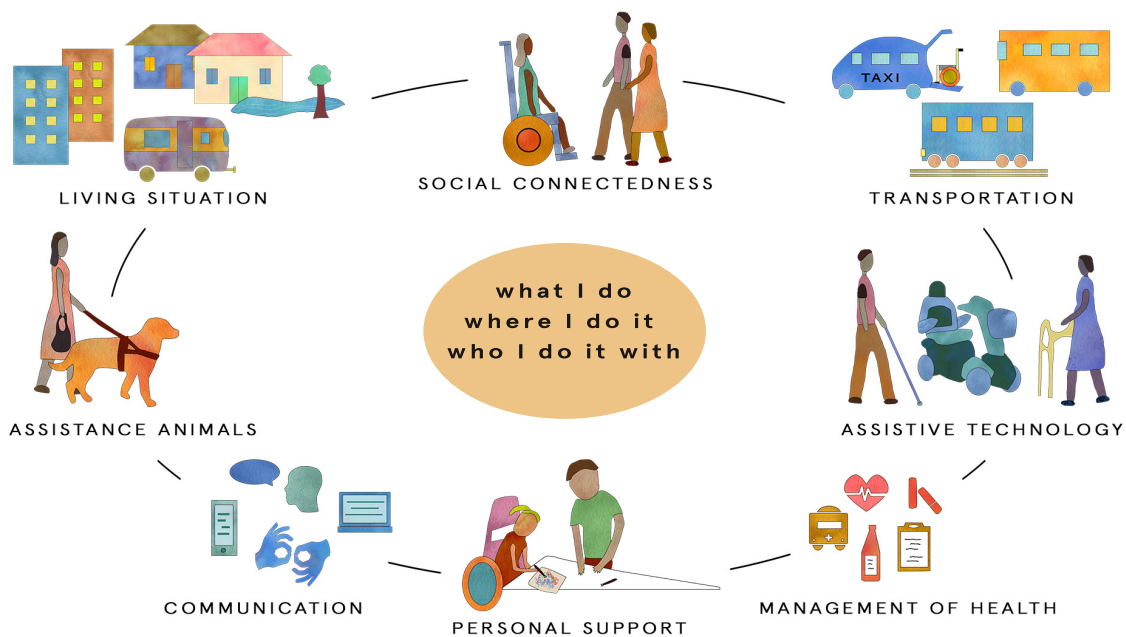 SOCIAL CONNECTEDNESS
LIVING SITUATION
TAXI
TRANSPORTATION
what I do
where I do it
who I do it with
ASSISTANCE ANIMALS
ASSISTIVE TECHNOLOGY
COMMUNICATION
PERSONAL SUPPORT
MANAGEMENT OF HEALTH